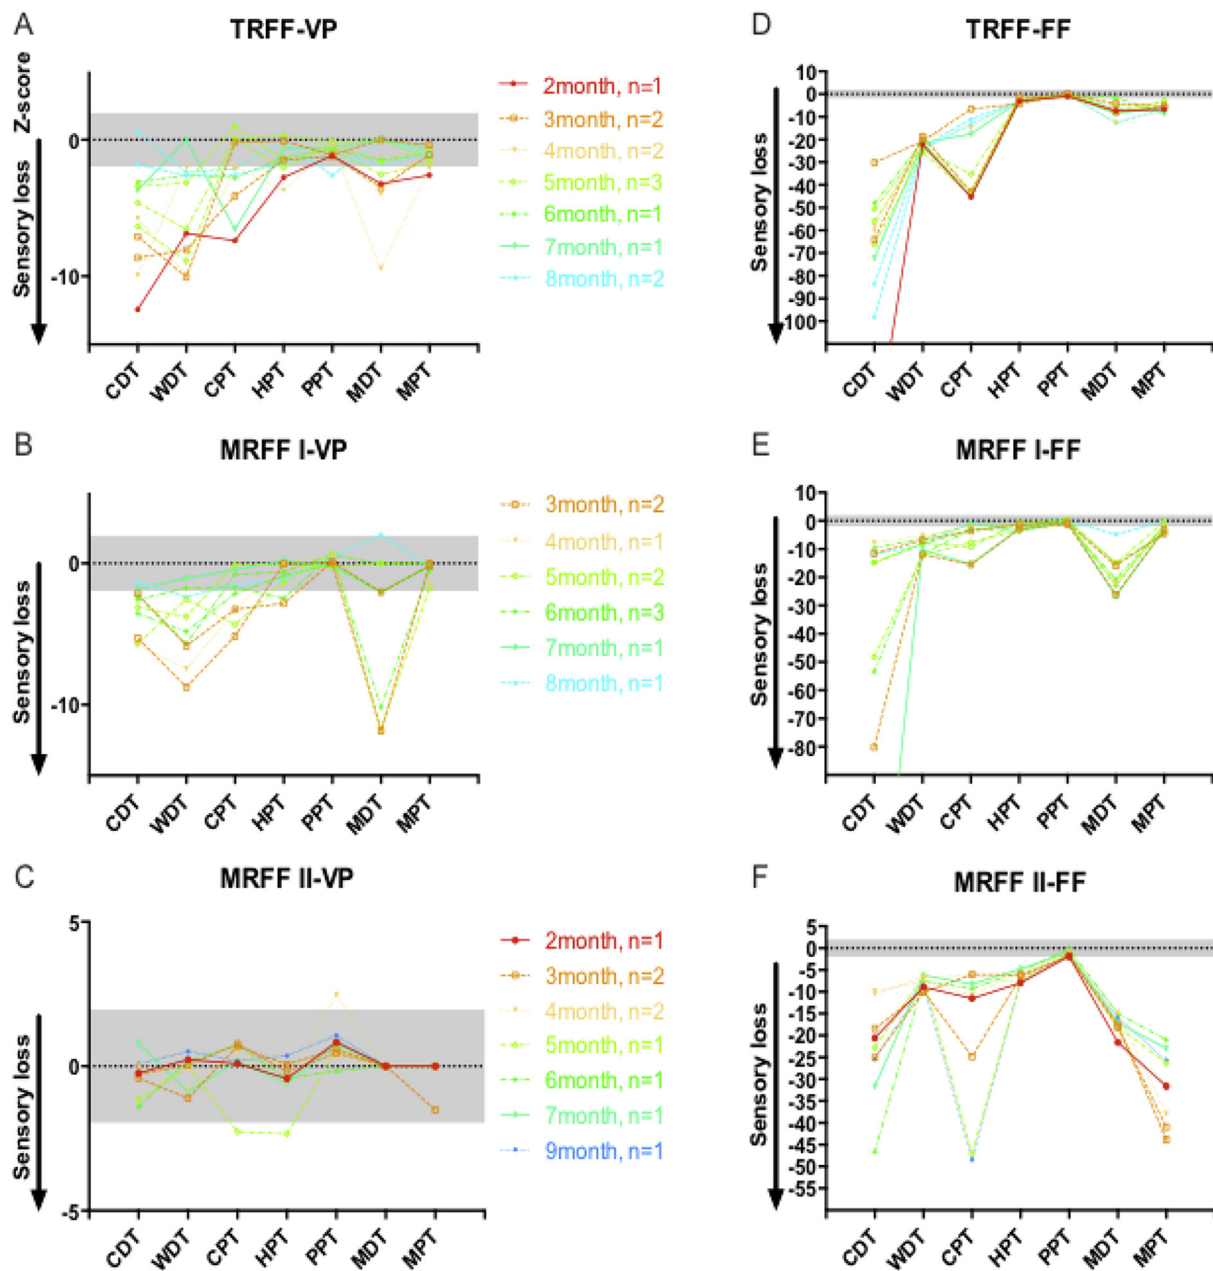 A
TRFF-VP
Z-score
Sensory loss
0
-10
CDT
WDT
CPT
HPT
PPT
MDT
MPT
2month, n=1
3month, n=2
4month, n=2
5month, n=3
6month, n=1
7month, n=1
8month, n=2
D
TRFF-FF
Sensory loss
10
0
-10
-20
-30
-40
-50
-60
-70
-80
-90
-100
CDT
WDT
CPT
HPT
PPT
MDT
MPT
B
MRFF I-VP
Sensory loss
0
-10
CDT
WDT
CPT
HPT
PPT
MDT
MPT
3month, n=2
4month, n=1
5month, n=2
6month, n=3
7month, n=1
8month, n=1
E
MRFF I-FF
Sensory loss
10
0
-10
-20
-30
-40
-50
-60
-70
-80
CDT
WDT
CPT
HPT
PPT
MDT
MPT
C
MRFF II-VP
Sensory loss
5
0
-5
CDT
WDT
CPT
HPT
PPT
MDT
MPT
2month, n=1
3month, n=2
4month, n=2
5month, n=1
6month, n=1
7month, n=1
9month, n=1
F
MRFF II-FF
Sensory loss
5
0
-5
-10
-15
-20
-25
-30
-35
-40
-45
-50
-55
CDT
WDT
CPT
HPT
PPT
MDT
MPT